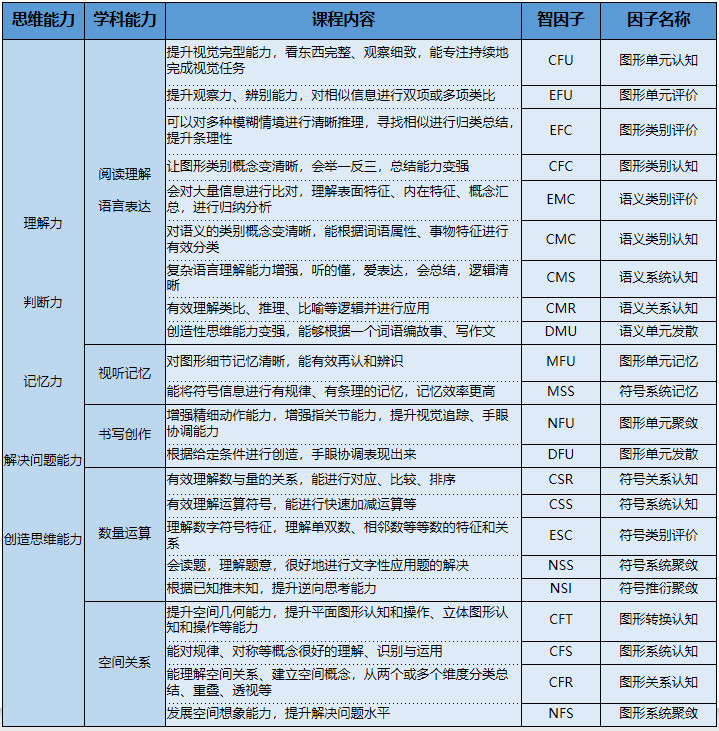 思维能力 学科能力 课程内容 智因子 因子名称
理解力
判断力
记忆力
解决问题能力
创造思维能力
阅读理解
语言表达
提升视觉完型能力，看东西完整、观察细致，能专注持续地
完成视觉任务
CFU 图形单元认知
提升观察力、辨别能力，对相似信息进行双项或多项类比 EFU 图形单元评价
可以对多种模糊情境进行清晰推理，寻找相似进行归类总结，
提升条理性
EFC 图形类别评价
让图形类别概念变清晰，会举一反三，总结能力变强 CFC 图形类别认知
会对大量信息进行比对，理解表面特征、内在特征、概念汇
总，进行归纳分析
EMC 语义类别评价
对语义的类别概念变清晰，能根据词语属性、事物特征进行
有效分类
CMC 语义类别认知
复杂语言理解能力增强，听的懂，爱表达，会总结，逻辑清
晰
CMS 语义系统认知
有效理解类比、推理、比喻等逻辑并进行应用 CMR 语义关系认知
创造性思维能力变强，能够根据一个词语编故事、写作文 DMU 语义单元发散
视听记忆
对图形细节记忆清晰，能有效再认和辨识 MFU 图形单元记忆
能将符号信息进行有规律、有条理的记忆，记忆效率更高 MSS 符号系统记忆
书写创作
增强精细动作能力，增强指关节能力，提升视觉追踪、手眼
协调能力
NFU 图形单元聚敛
根据给定条件进行创造，手眼协调表现出来 DFU 图形单元发散
数量运算
有效理解数与量的关系，能进行对应、比较、排序 CSR 符号关系认知
有效理解运算符号，能进行快速加减运算等 CSS 符号系统认知
理解数字符号特征，理解单双数、相邻数等等数的特征和关
系
ESC 符号类别评价
会读题，理解题意，很好地进行文字性应用题的解决 NSS 符号系统聚敛
根据已知推未知，提升逆向思考能力 NSI 符号推衍聚敛
空间关系
提升空间几何能力，提升平面图形认知和操作、立体图形认
知和操作等能力
CFT 图形转换认知
能对规律、对称等概念很好的理解、识别与运用 CFS 图形系统认知
能理解空间关系、建立空间概念，从两个或多个维度分类总
结、重叠、透视等
CFR 图形关系认知
发展空间想象能力，提升解决问题水平 NFS 图形系统聚敛